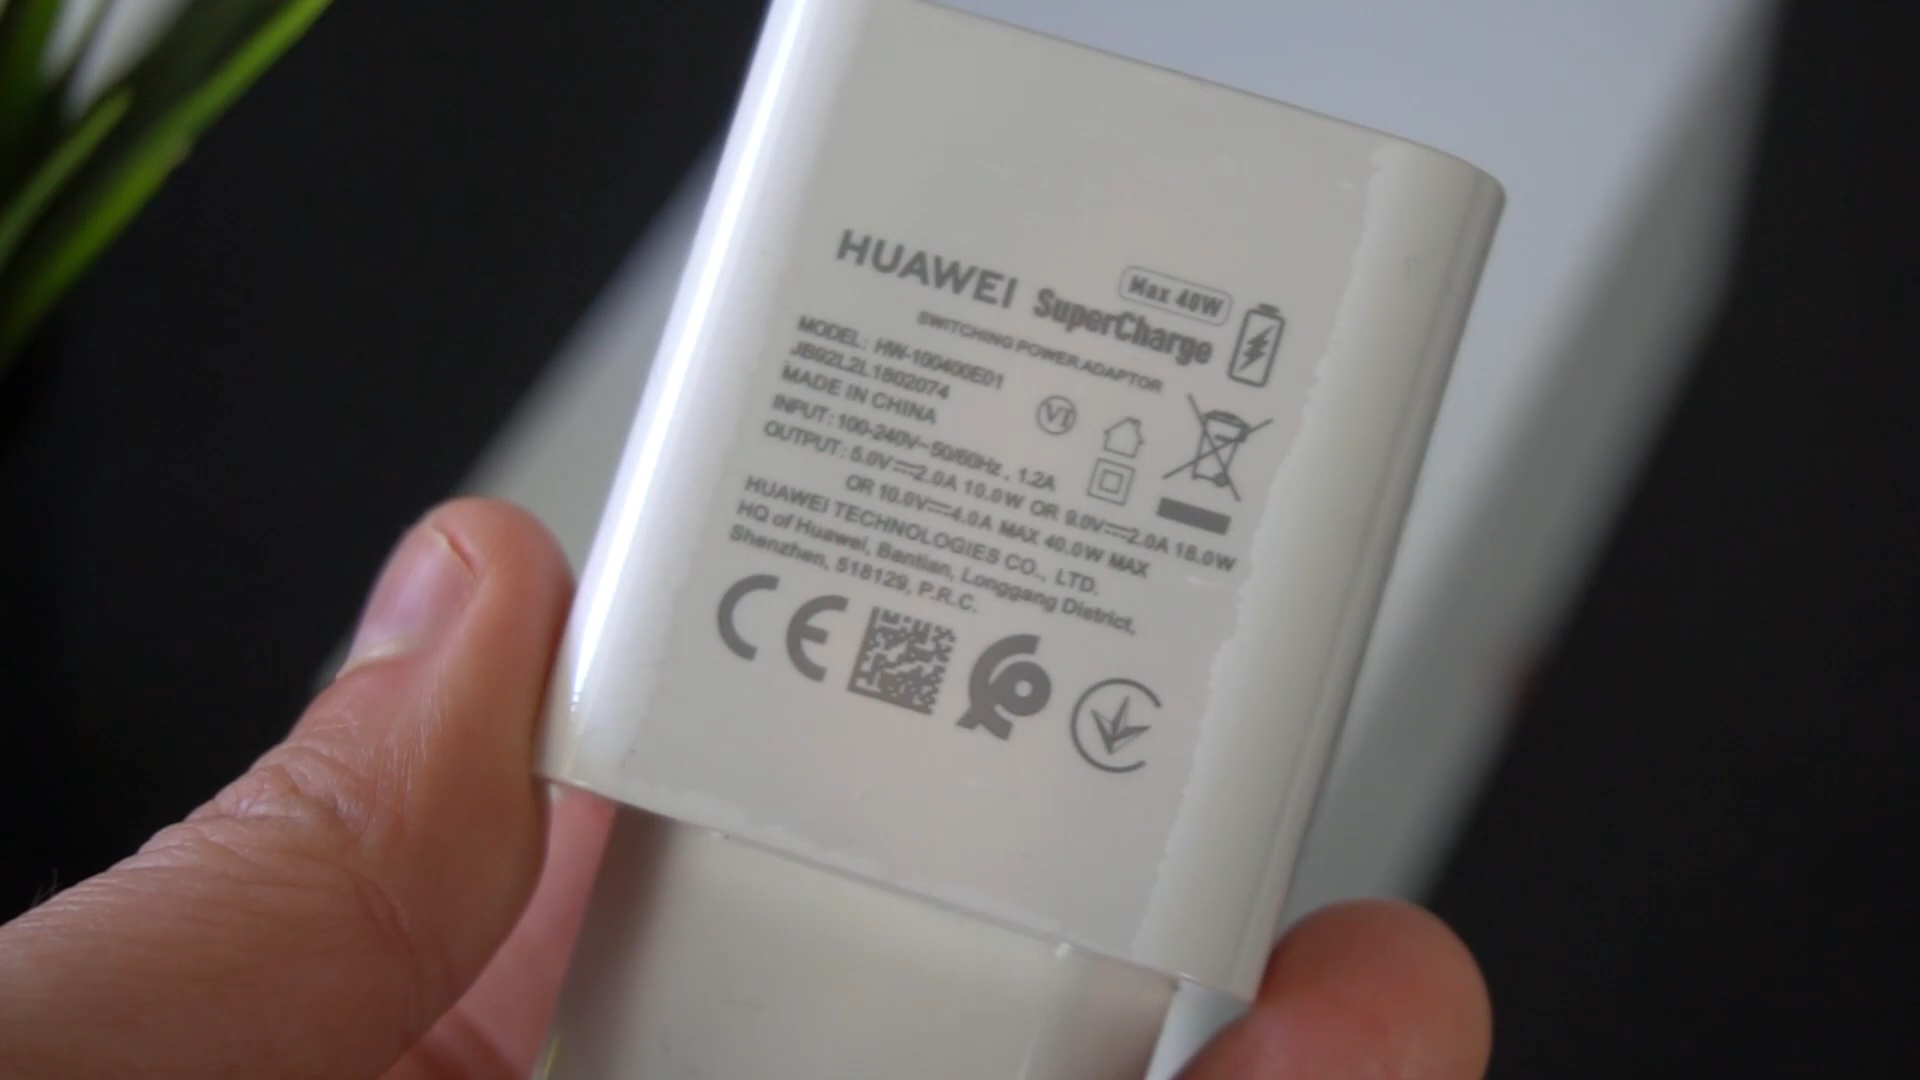 HUAWEI SuperCharge Max 40W
SWITCHING POWER ADAPTOR
MODEL: HW-100400E01
JB92L2L1802074
MADE IN CHINA
INPUT: 100-240V~50/60Hz, 1.2A
OUTPUT: 5.0V⎓2.0A 10.0W OR 9.0V⎓2.0A 18.0W
OR 10.0V⎓4.0A MAX 40.0W MAX
HUAWEI TECHNOLOGIES CO., LTD.
HQ of Huawei, Bantian, Longgang District,
Shenzhen, 518129, P.R.C.
VI
CE